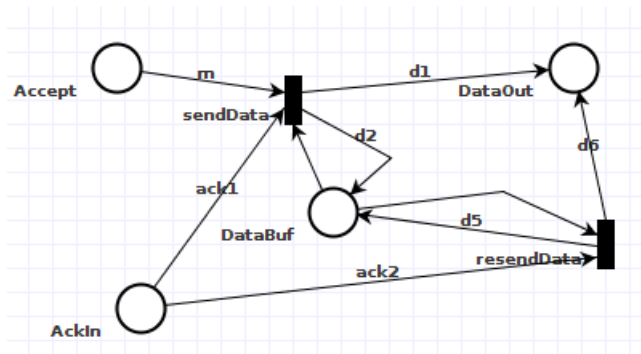 m
d1
Accept
DataOut
sendData
d2
d6
ack1
d5
DataBuf
resendData
ack2
AckIn